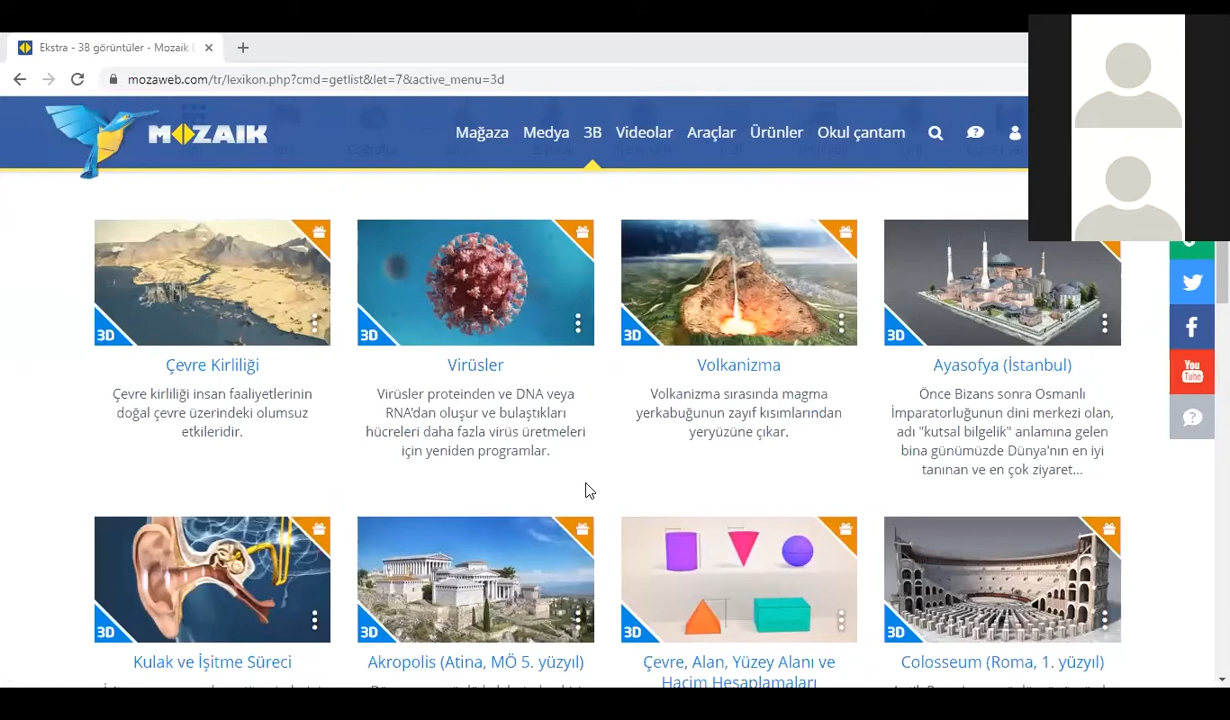 Ekstra - 3B görüntüler - Mozaik
mozaweb.com/tr/lexikon.php?cmd=getlist&let=7&active_menu=3d
MOZAIK
Mağaza Medya 3B Videolar Araçlar Ürünler Okul çantam
3D 3D 3D 3D
Çevre Kirliliği
Çevre kirliliği insan faaliyetlerinin
doğal çevre üzerindeki olumsuz
etkileridir.
Virüsler
Virüsler proteinden ve DNA veya
RNA'dan oluşur ve bulaştıkları
hücreleri daha fazla virüs üretmeleri
için yeniden programlar.
Volkanizma
Volkanizma sırasında magma
yerkabuğunun zayıf kısımlarından
yeryüzüne çıkar.
Ayasofya (İstanbul)
Önce Bizans sonra Osmanlı
İmparatorluğunun dini merkezi olan,
adı "kutsal bilgelik" anlamına gelen
bina günümüzde Dünya'nın en iyi
tanınan ve en çok ziyaret...
You
Tube
3D 3D 3D 3D
Kulak ve İşitme Süreci
Akropolis (Atina, MÖ 5. yüzyıl)
Çevre, Alan, Yüzey Alanı ve
Hacim Hesaplamaları
Colosseum (Roma, 1. yüzyıl)